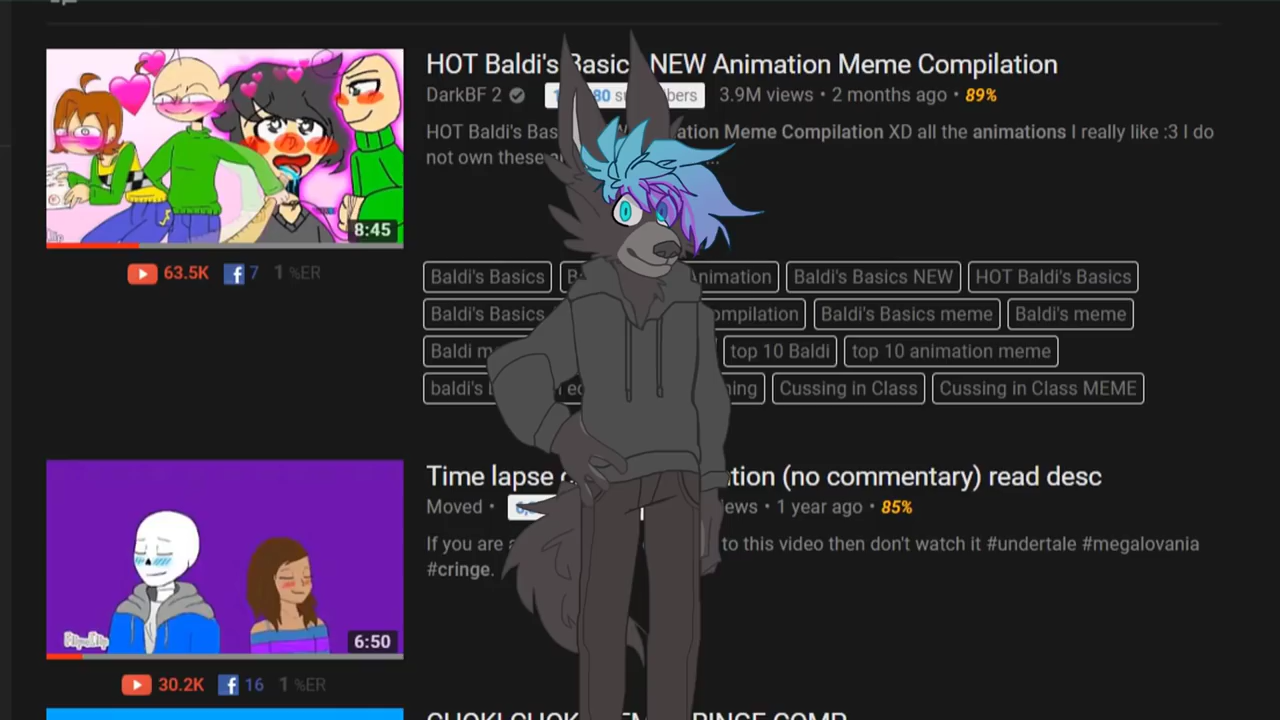 HOT Baldi's Basic NEW Animation Meme Compilation
DarkBF 2 3.9M views • 2 months ago • 89%
HOT Baldi's Bas ation Meme Compilation XD all the animations I really like :3 I do
not own these ...
8:45
63.5K 7 1 %ER
Baldi's Basics nimation Baldi's Basics NEW HOT Baldi's Basics
Baldi's Basics ompilation Baldi's Basics meme Baldi's meme
Baldi m top 10 Baldi top 10 animation meme
baldi's ning Cussing in Class Cussing in Class MEME
Time lapse tion (no commentary) read desc
Moved • ews • 1 year ago • 85%
If you are to this video then don't watch it #undertale #megalovania
#cringe.
6:50
30.2K 16 1 %ER